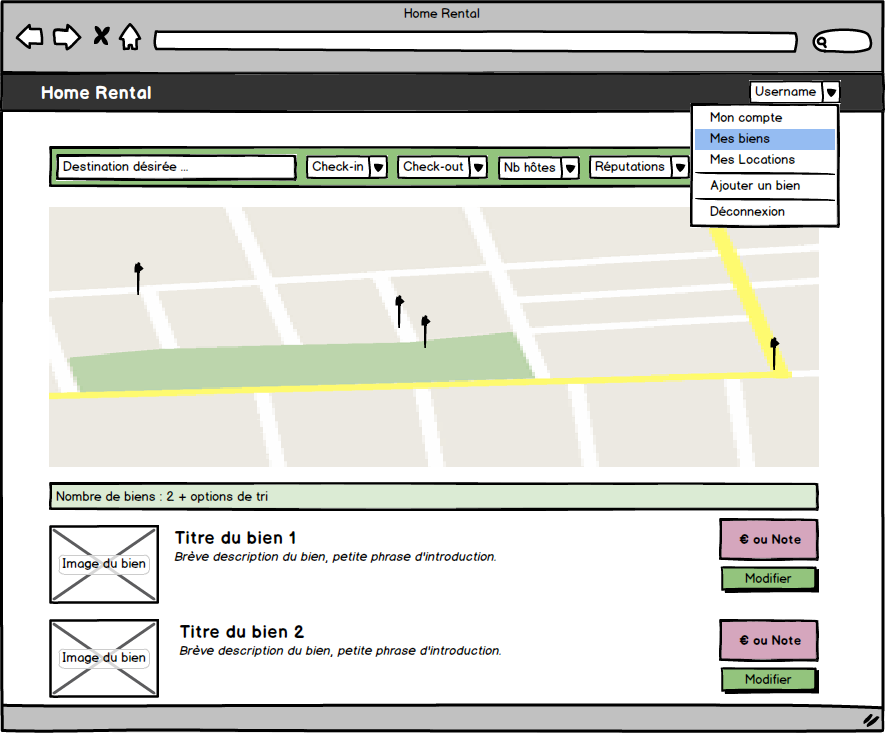 Home Rental
Home Rental
Username
Mon compte
Mes biens
Mes Locations
Ajouter un bien
Déconnexion
Destination désirée ...
Check-in
Check-out
Nb hôtes
Réputations
Nombre de biens : 2 + options de tri
Image du bien
Titre du bien 1
Brève description du bien, petite phrase d'introduction.
€ ou Note
Modifier
Image du bien
Titre du bien 2
Brève description du bien, petite phrase d'introduction.
€ ou Note
Modifier